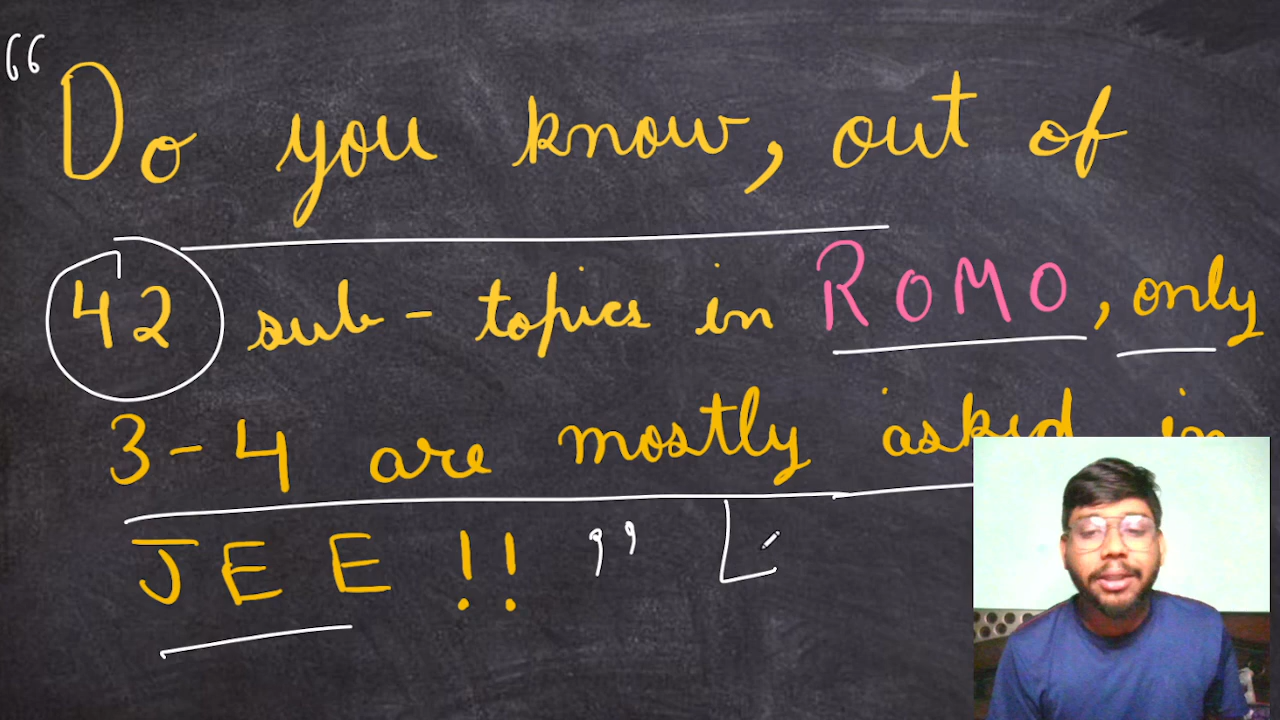 “ Do you know, out of
42 sub-topics in ROMO, only
3-4 are mostly asked in
JEE !! ” L